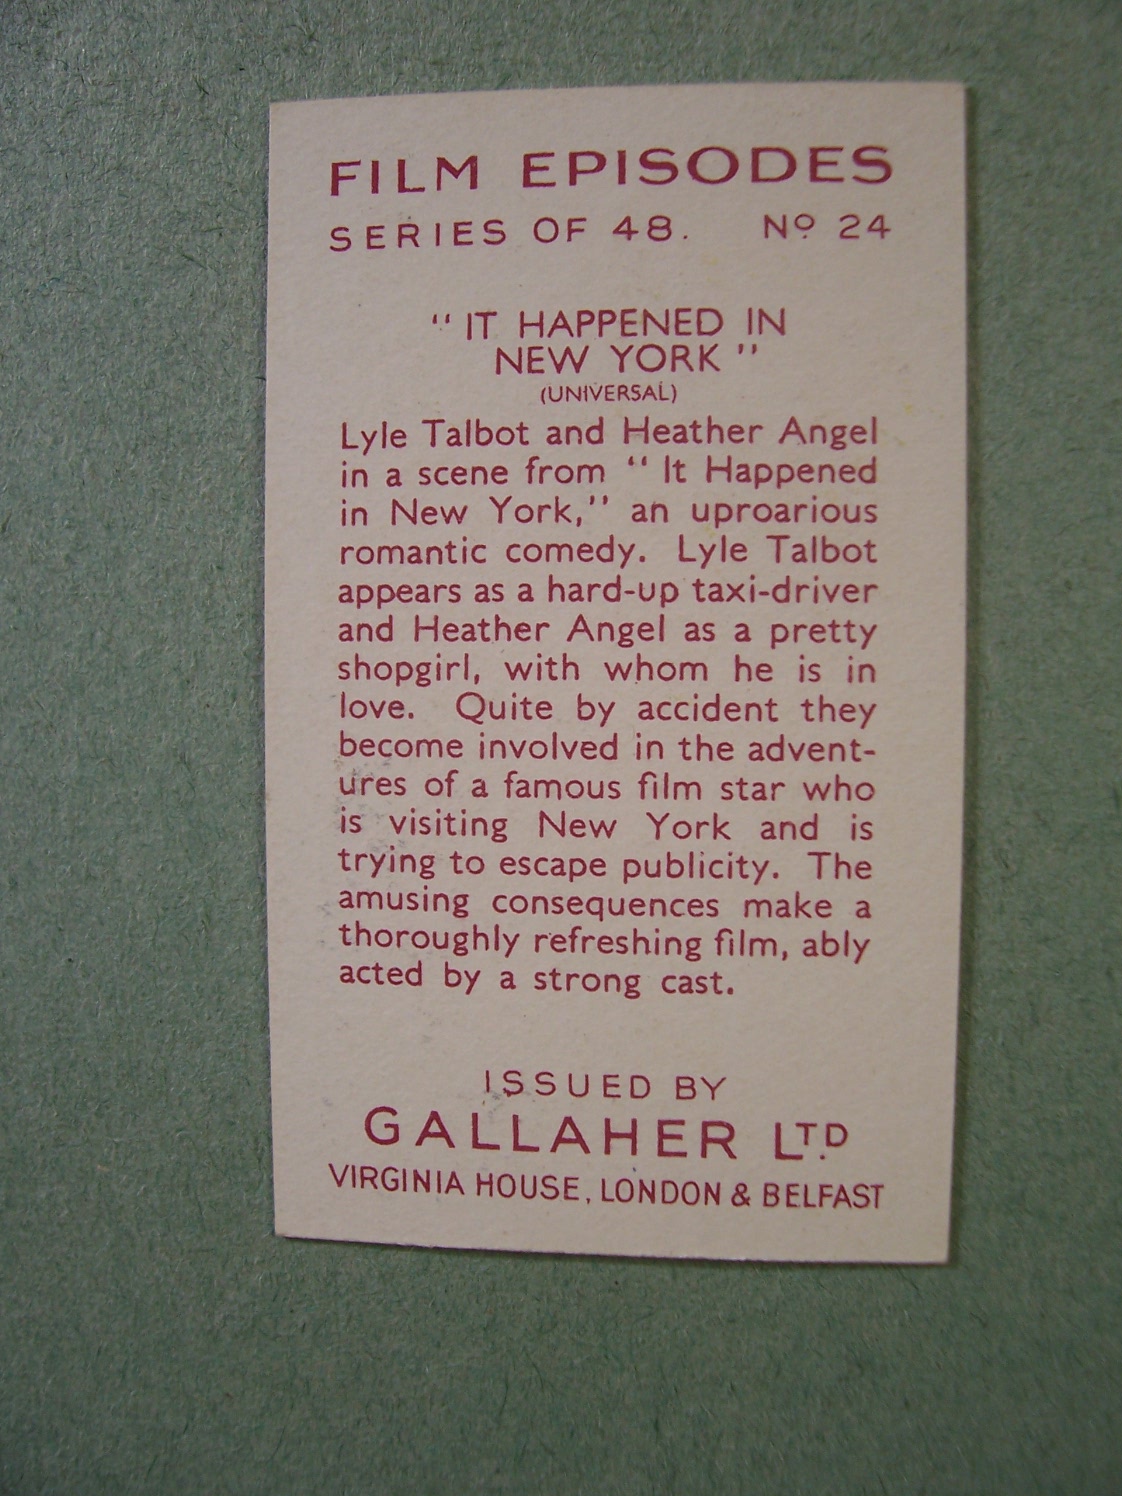 FILM EPISODES
SERIES OF 48. Nº 24
“ IT HAPPENED IN
NEW YORK ”
(UNIVERSAL)
Lyle Talbot and Heather Angel
in a scene from “ It Happened
in New York,” an uproarious
romantic comedy. Lyle Talbot
appears as a hard-up taxi-driver
and Heather Angel as a pretty
shopgirl, with whom he is in
love. Quite by accident they
become involved in the advent-
ures of a famous film star who
is visiting New York and is
trying to escape publicity. The
amusing consequences make a
thoroughly refreshing film, ably
acted by a strong cast.
ISSUED BY
GALLAHER LTD
VIRGINIA HOUSE, LONDON & BELFAST